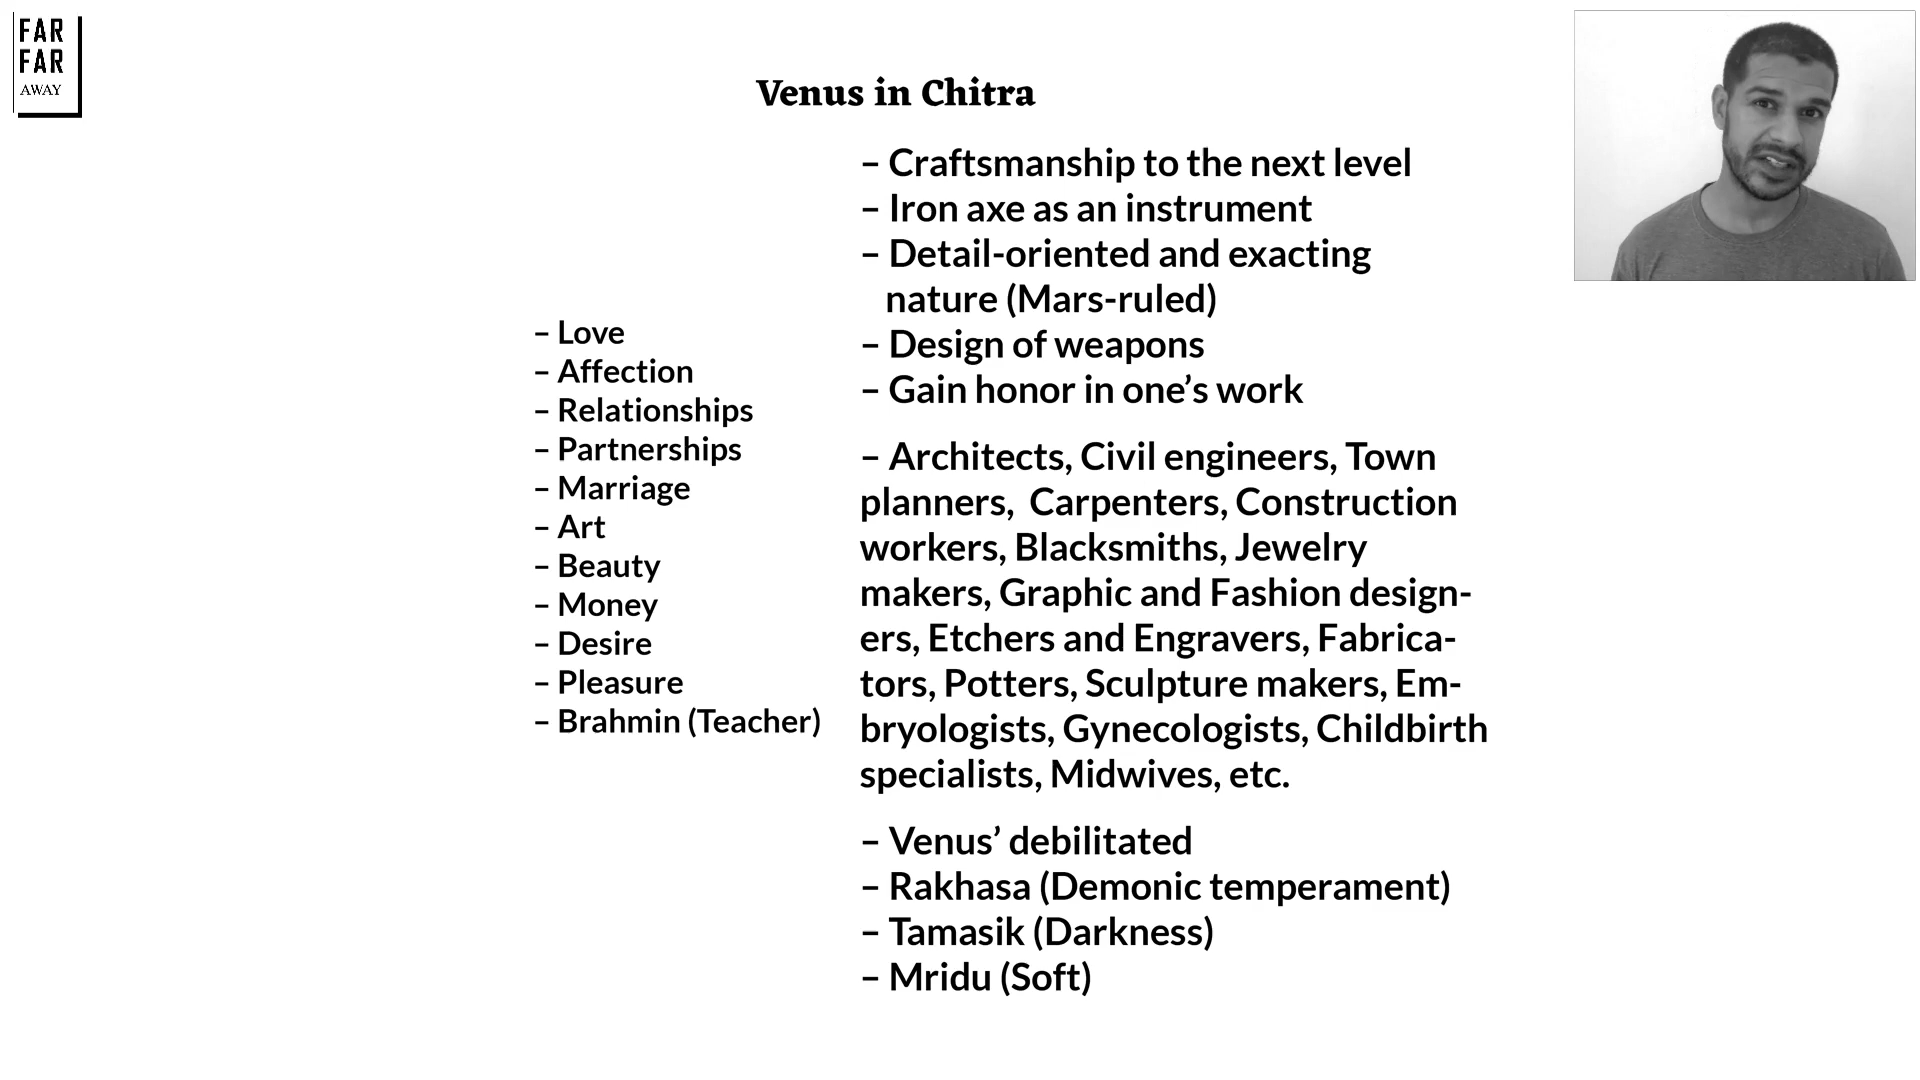 FAR
FAR
AWAY
Venus in Chitra
– Love
– Affection
– Relationships
– Partnerships
– Marriage
– Art
– Beauty
– Money
– Desire
– Pleasure
– Brahmin (Teacher)
– Craftsmanship to the next level
– Iron axe as an instrument
– Detail-oriented and exacting
nature (Mars-ruled)
– Design of weapons
– Gain honor in one’s work
– Architects, Civil engineers, Town
planners, Carpenters, Construction
workers, Blacksmiths, Jewelry
makers, Graphic and Fashion design-
ers, Etchers and Engravers, Fabrica-
tors, Potters, Sculpture makers, Em-
bryologists, Gynecologists, Childbirth
specialists, Midwives, etc.
– Venus’ debilitated
– Rakhasa (Demonic temperament)
– Tamasik (Darkness)
– Mridu (Soft)